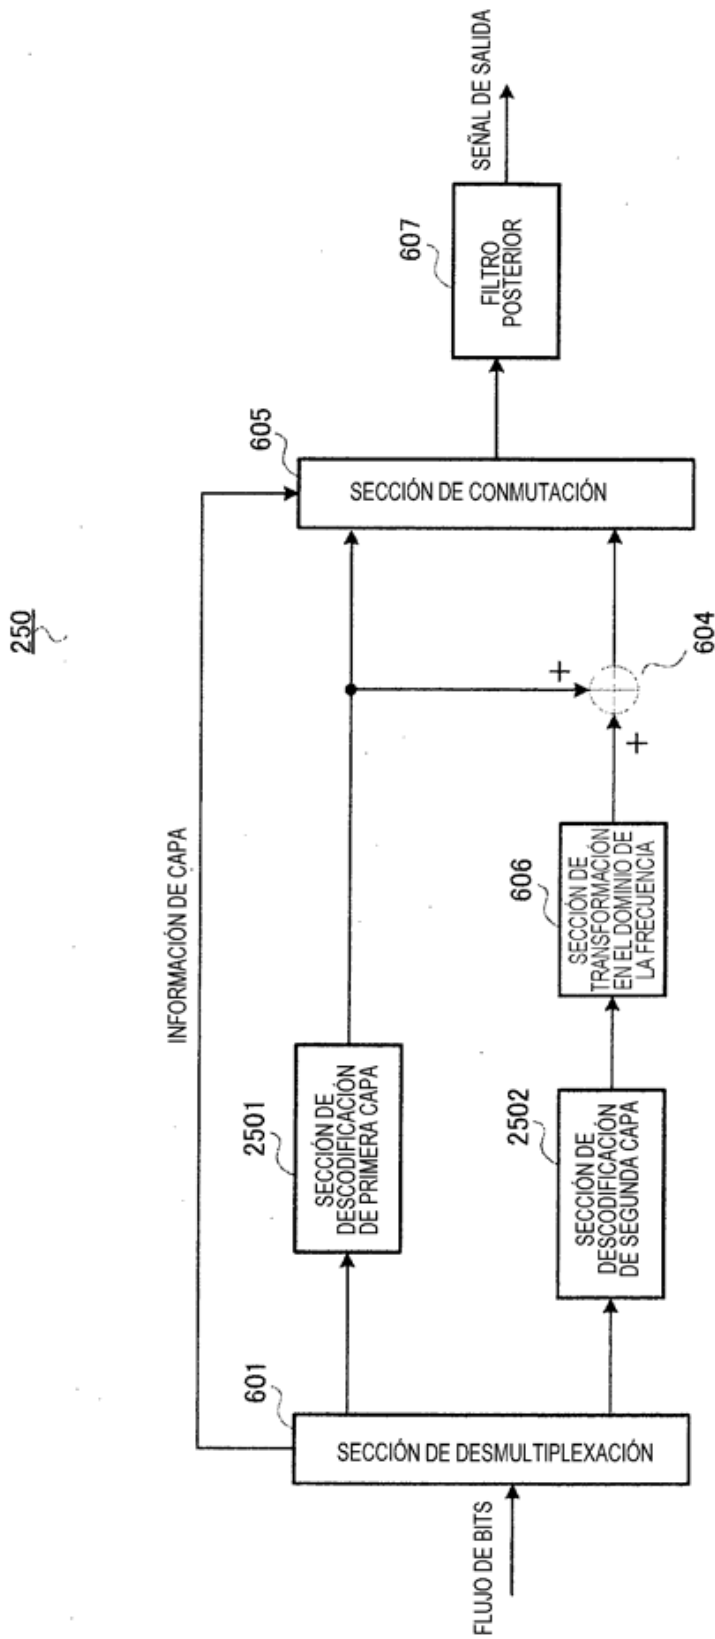 250
INFORMACIÓN DE CAPA
FLUJO DE BITS
601
SECCIÓN DE DESMULTIPLEXACIÓN
2501
SECCIÓN DE
DESCODIFICACIÓN
DE PRIMERA CAPA
2502
SECCIÓN DE
DESCODIFICACIÓN
DE SEGUNDA CAPA
606
SECCIÓN DE
TRANSFORMACIÓN
EN EL DOMINIO DE
LA FRECUENCIA
+
+
604
605
SECCIÓN DE CONMUTACIÓN
607
FILTRO
POSTERIOR
SEÑAL DE SALIDA